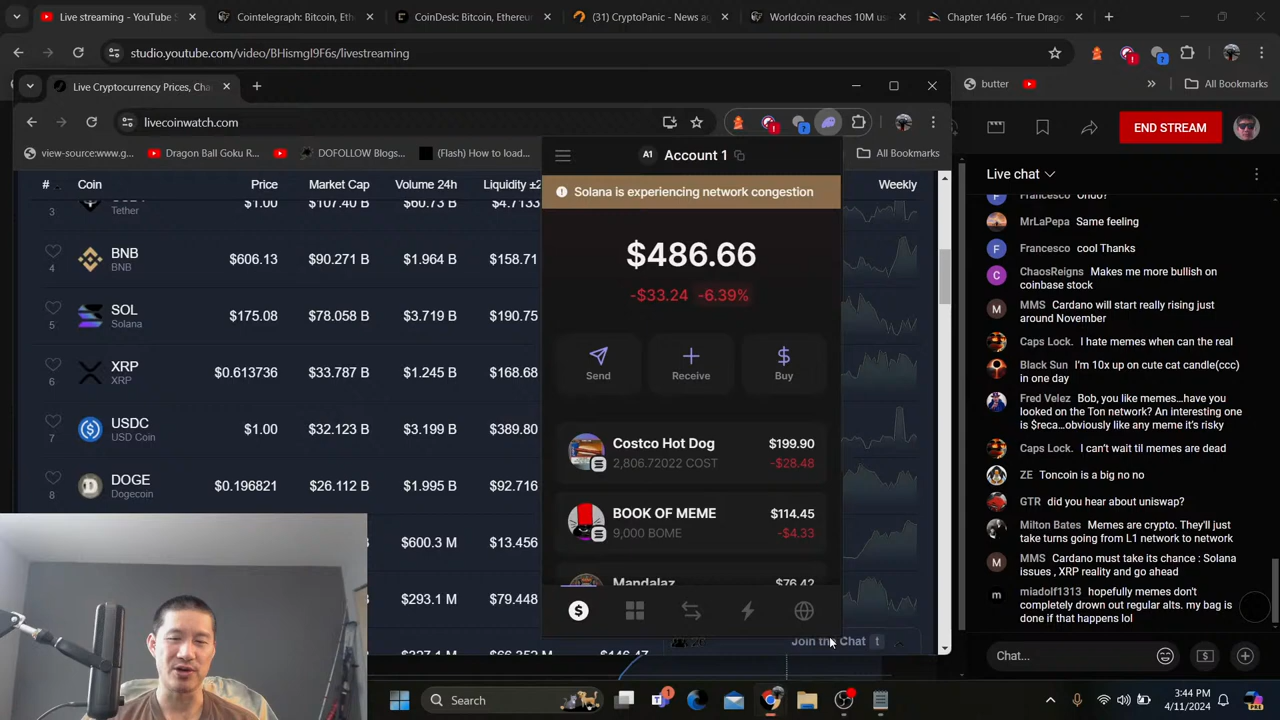 Live streaming - YouTube S
Cointelegraph: Bitcoin, Eth
CoinDesk: Bitcoin, Ethereu
(31) CryptoPanic - News ag
Worldcoin reaches 10M us
Chapter 1466 - True Drago
studio.youtube.com/video/BHismgI9F6s/livestreaming
Live Cryptocurrency Prices, Cha
butter
All Bookmarks
livecoinwatch.com
view-source:www.g...
Dragon Ball Goku R...
DOFOLLOW Blogs...
(Flash) How to load...
All Bookmarks
END STREAM
# Coin Price Market Cap Volume 24h Liquidity ±2 Weekly
3 Tether $1.00 $107.40 B $60.73 B $4.7133
4 BNB BNB $606.13 $90.271 B $1.964 B $158.71
5 SOL Solana $175.08 $78.058 B $3.719 B $190.75
6 XRP XRP $0.613736 $33.787 B $1.245 B $168.68
7 USDC USD Coin $1.00 $32.123 B $3.199 B $389.80
8 DOGE Dogecoin $0.196821 $26.112 B $1.995 B $92.716
$600.3 M $13.456
$293.1 M $79.448
$327.1 M $66.352 M $146.47
A1 Account 1
Solana is experiencing network congestion
$486.66
-$33.24 -6.39%
Send
Receive
Buy
Costco Hot Dog $199.90
2,806.72022 COST -$28.48
BOOK OF MEME $114.45
9,000 BOME -$4.33
Mandalaz $76.42
Join the Chat t
Live chat
MrLaPepa Same feeling
Francesco cool Thanks
ChaosReigns Makes me more bullish on
coinbase stock
MMS Cardano will start really rising just
around November
Caps Lock. I hate memes when can the real
Black Sun I'm 10x up on cute cat candle(ccc)
in one day
Fred Velez Bob, you like memes...have you
looked on the Ton network? An interesting one
is $reca...obviously like any meme it's risky
Caps Lock. I can't wait til memes are dead
ZE Toncoin is a big no no
GTR did you hear about uniswap?
Milton Bates Memes are crypto. They'll just
take turns going from L1 network to network
MMS Cardano must take its chance : Solana
issues , XRP reality and go ahead
miadolf1313 hopefully memes don't
completely drown out regular alts. my bag is
done if that happens lol
Chat...
Search
3:44 PM
4/11/2024